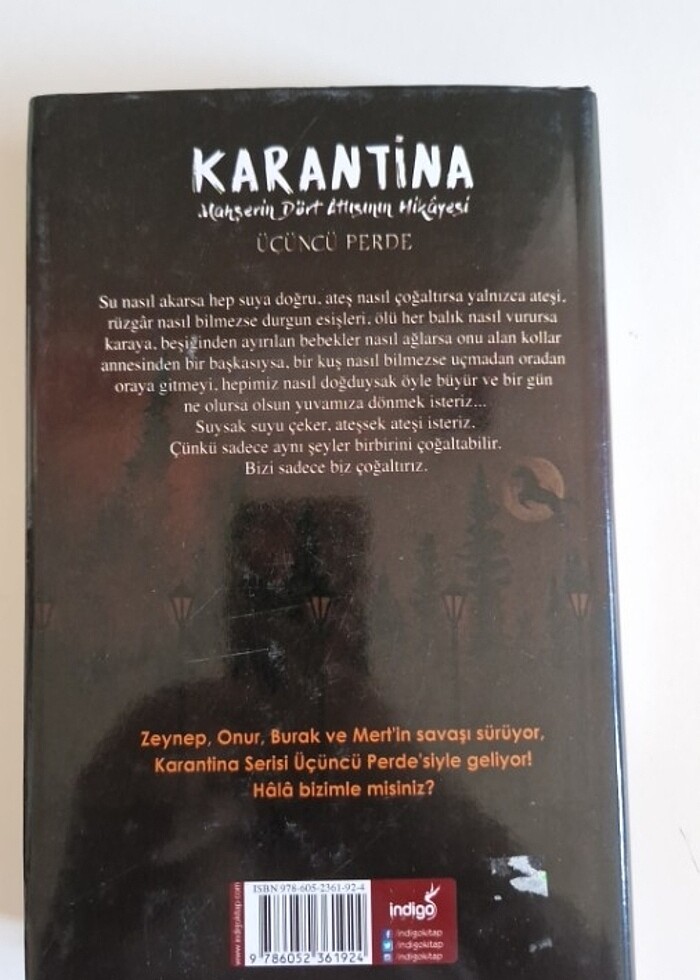 KARANTİNA
Mahşerin Dört Atlısının Hikâyesi
ÜÇÜNCÜ PERDE
Su nasıl akarsa hep suya doğru, ateş nasıl çoğaltırsa yalnızca ateşi,
rüzgâr nasıl bilmezse durgun esişleri, ölü her balık nasıl vurursa
karaya, beşiğinden ayırılan bebekler nasıl ağlarsa onu alan kollar
annesinden bir başkasıysa, bir kuş nasıl bilmezse uçmadan oradan
oraya gitmeyi, hepimiz nasıl doğduysak öyle büyür ve bir gün
ne olursa olsun yuvamıza dönmek isteriz...
Suysak suyu çeker, ateşsek ateşi isteriz.
Çünkü sadece aynı şeyler birbirini çoğaltabilir.
Bizi sadece biz çoğaltırız.
Zeynep, Onur, Burak ve Mert'in savaşı sürüyor,
Karantina Serisi Üçüncü Perde'siyle geliyor!
Hâlâ bizimle misiniz?
www.indigokitap.com
ISBN 978-605-2361-92-4
9 786052 361924
indigo
/indigokitap
/indigokitap
/indigokitap